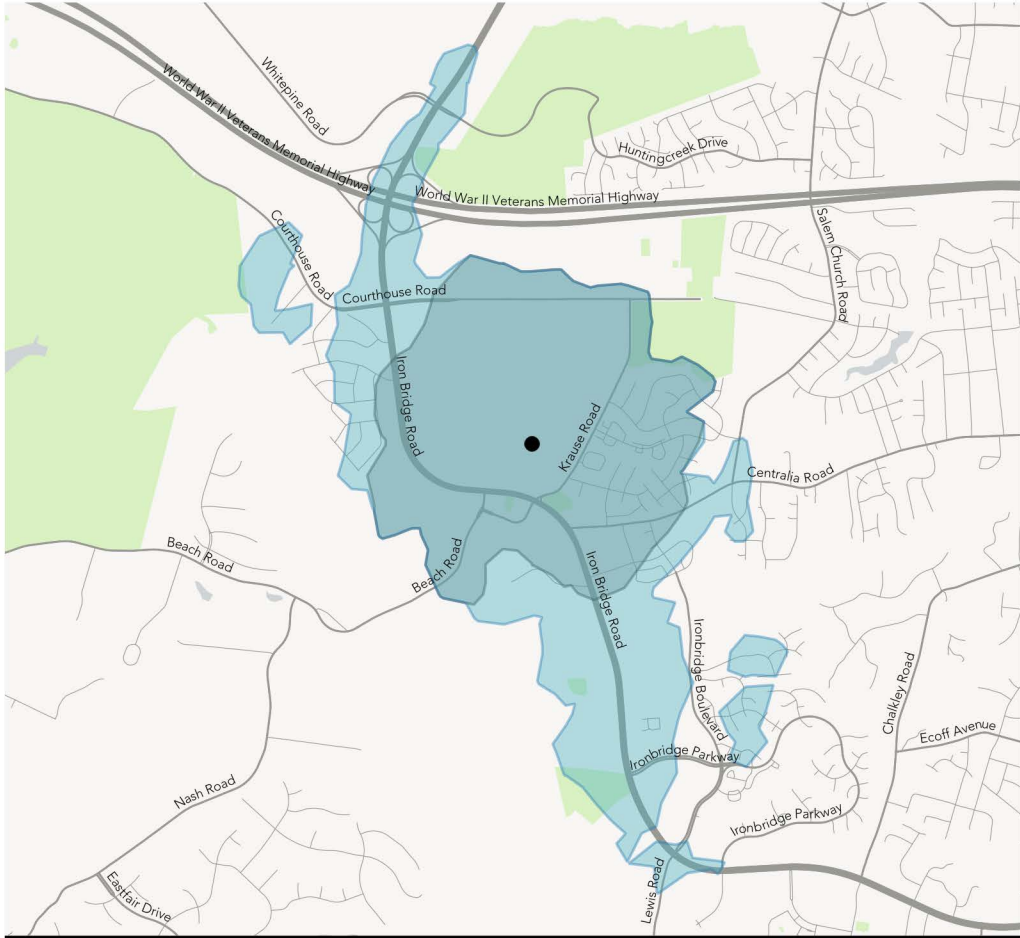 Whitepine Road
World War II Veterans Memorial Highway
Huntingcreek Drive
World War II Veterans Memorial Highway
Courthouse Road
Salem Church Road
Courthouse Road
Iron Bridge Road
Krause Road
Centralia Road
Beach Road
Beach Road
Iron Bridge Road
Ironbridge Boulevard
Chalkley Road
Ecoff Avenue
Ironbridge Parkway
Nash Road
Ironbridge Parkway
Eastfair Drive
Lewis Road